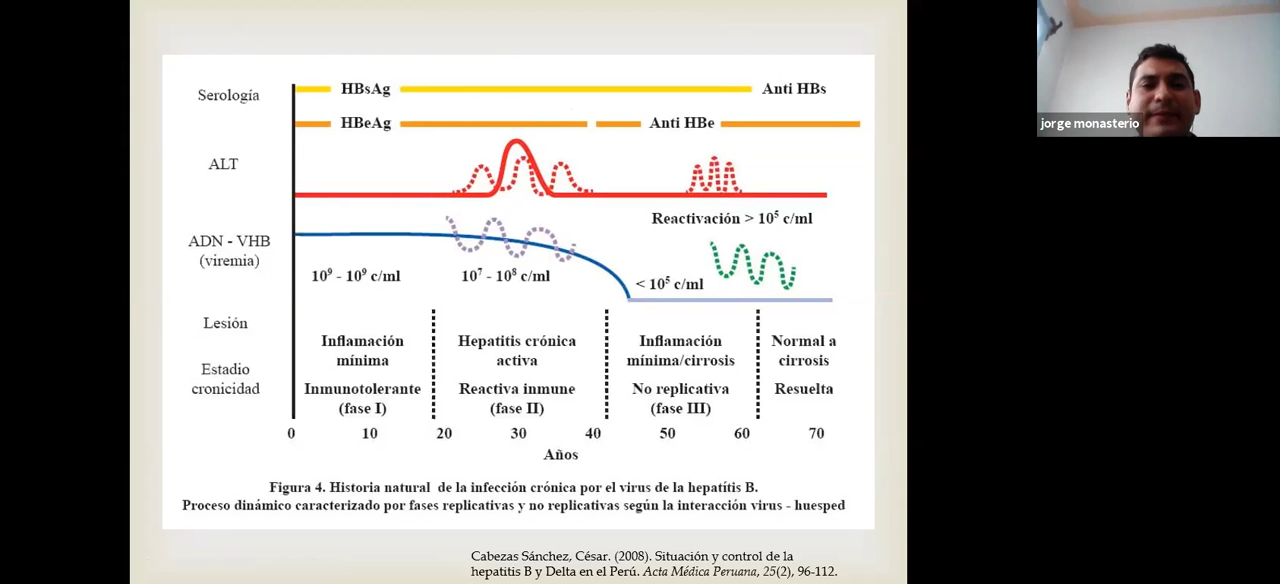 Serología
HBsAg
Anti HBs
HBeAg
Anti HBe
ALT
Reactivación > 10⁵ c/ml
ADN - VHB
(viremia)
10⁹ - 10⁹ c/ml
10⁷ - 10⁸ c/ml
< 10⁵ c/ml
Lesión
Inflamación
mínima
Hepatitis crónica
activa
Inflamación
mínima/cirrosis
Normal a
cirrosis
Estadio
cronicidad
Inmunotolerante
(fase I)
Reactiva inmune
(fase II)
No replicativa
(fase III)
Resuelta
0 10 20 30 40 50 60 70
Años
Figura 4. Historia natural de la infección crónica por el virus de la hepatítis B.
Proceso dinámico caracterizado por fases replicativas y no replicativas según la interacción virus - huesped
Cabezas Sánchez, César. (2008). Situación y control de la
hepatitis B y Delta en el Perú. Acta Médica Peruana, 25(2), 96-112.
jorge monasterio